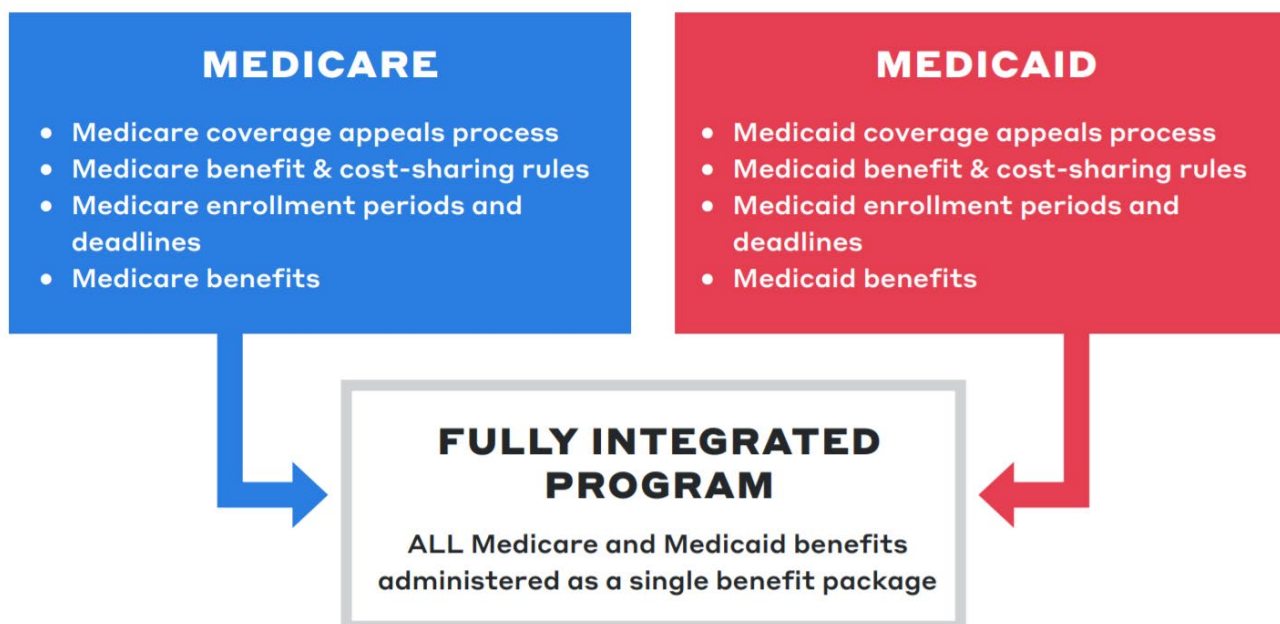 MEDICARE
• Medicare coverage appeals process
• Medicare benefit & cost-sharing rules
• Medicare enrollment periods and
deadlines
• Medicare benefits
MEDICAID
• Medicaid coverage appeals process
• Medicaid benefit & cost-sharing rules
• Medicaid enrollment periods and
deadlines
• Medicaid benefits
FULLY INTEGRATED
PROGRAM
ALL Medicare and Medicaid benefits
administered as a single benefit package